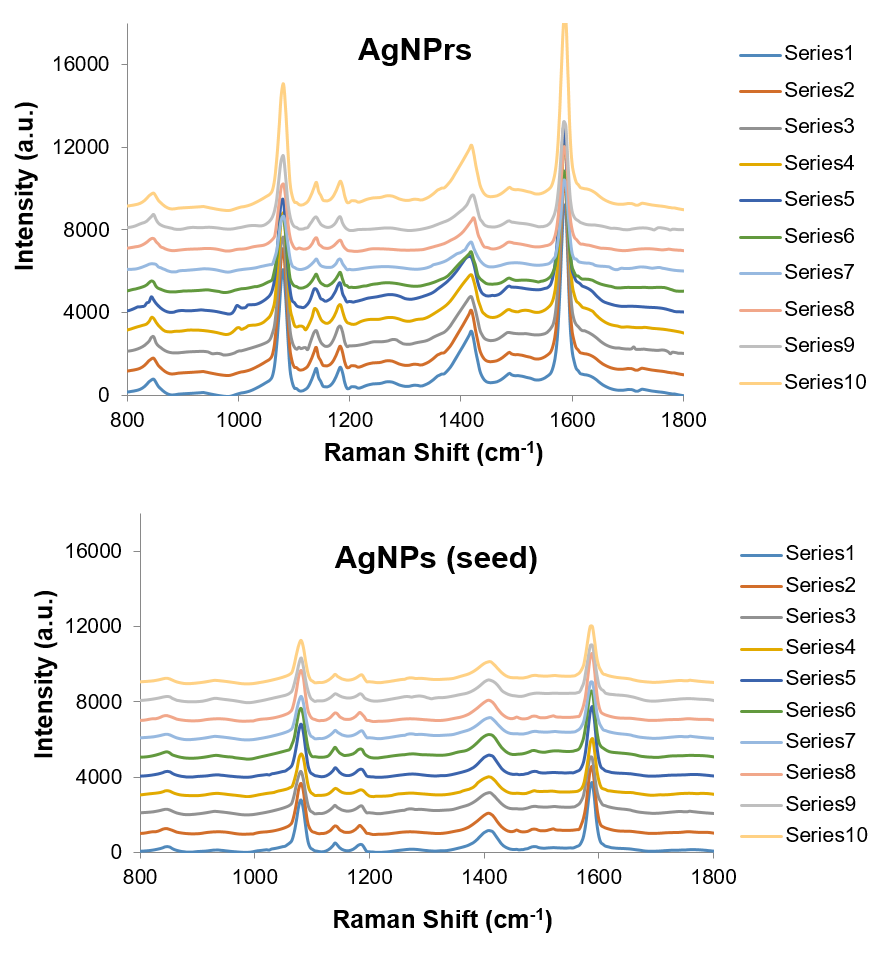 AgNPrs
Intensity (a.u.)
16000
12000
8000
4000
0
800
1000
1200
1400
1600
1800
Raman Shift (cm-1)
Series1
Series2
Series3
Series4
Series5
Series6
Series7
Series8
Series9
Series10
AgNPs (seed)
Intensity (a.u.)
16000
12000
8000
4000
0
800
1000
1200
1400
1600
1800
Raman Shift (cm-1)
Series1
Series2
Series3
Series4
Series5
Series6
Series7
Series8
Series9
Series10